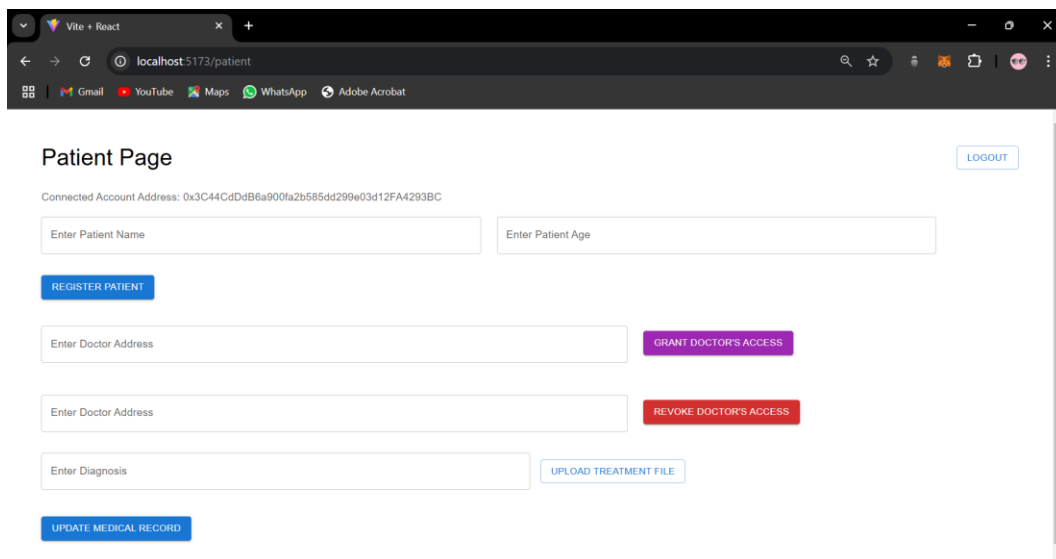 Vite + React
localhost:5173/patient
Gmail YouTube Maps WhatsApp Adobe Acrobat
Patient Page
LOGOUT
Connected Account Address: 0x3C44CdDdB6a900fa2b585dd299e03d12FA4293BC
Enter Patient Name Enter Patient Age
REGISTER PATIENT
Enter Doctor Address GRANT DOCTOR'S ACCESS
Enter Doctor Address REVOKE DOCTOR'S ACCESS
Enter Diagnosis UPLOAD TREATMENT FILE
UPDATE MEDICAL RECORD